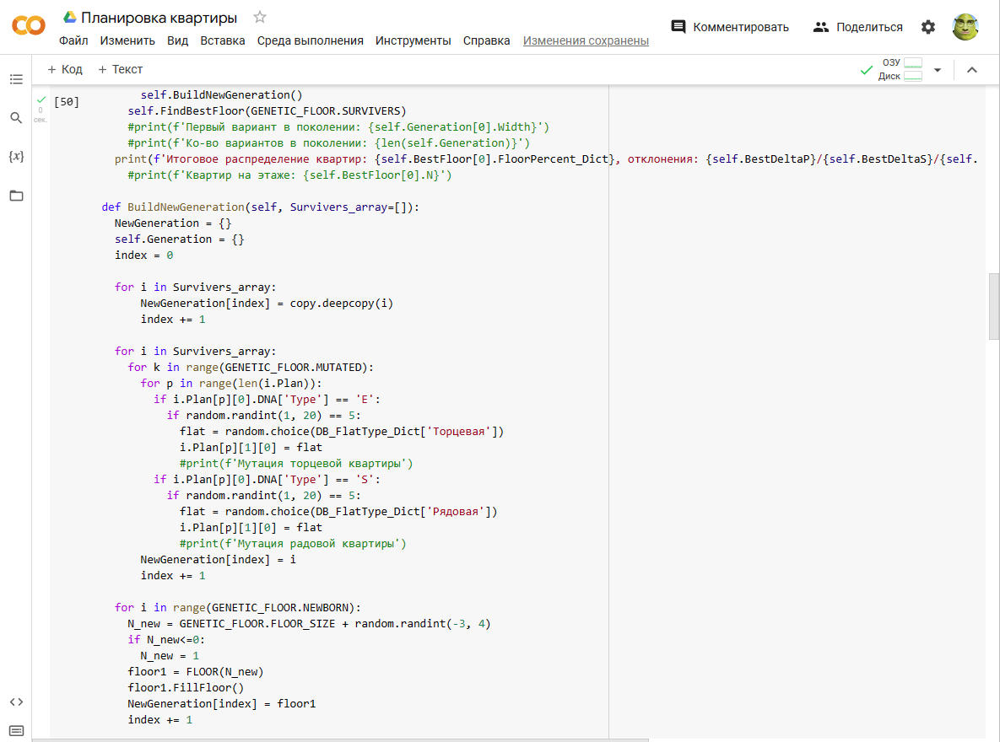 Планировка квартиры
Файл Изменить Вид Вставка Среда выполнения Инструменты Справка Изменения сохранены
Комментировать Поделиться
+ Код + Текст
ОЗУ
Диск
[50]
0
сек.
{x}
self.BuildNewGeneration()
self.FindBestFloor(GENETIC_FLOOR.SURVIVERS)
#print(f'Первый вариант в поколении: {self.Generation[0].Width}')
#print(f'Ко-во вариантов в поколении: {len(self.Generation)}')
print(f'Итоговое распределение квартир: {self.BestFloor[0].FloorPercent_Dict}, отклонения: {self.BestDeltaP}/{self.BestDeltaS}/{self.
#print(f'Квартир на этаже: {self.BestFloor[0].N}')
def BuildNewGeneration(self, Survivers_array=[]):
NewGeneration = {}
self.Generation = {}
index = 0
for i in Survivers_array:
NewGeneration[index] = copy.deepcopy(i)
index += 1
for i in Survivers_array:
for k in range(GENETIC_FLOOR.MUTATED):
for p in range(len(i.Plan)):
if i.Plan[p][0].DNA['Type'] == 'E':
if random.randint(1, 20) == 5:
flat = random.choice(DB_FlatType_Dict['Торцевая'])
i.Plan[p][1][0] = flat
#print(f'Мутация торцевой квартиры')
if i.Plan[p][0].DNA['Type'] == 'S':
if random.randint(1, 20) == 5:
flat = random.choice(DB_FlatType_Dict['Рядовая'])
i.Plan[p][1][0] = flat
#print(f'Мутация радовой квартиры')
NewGeneration[index] = i
index += 1
for i in range(GENETIC_FLOOR.NEWBORN):
N_new = GENETIC_FLOOR.FLOOR_SIZE + random.randint(-3, 4)
if N_new<=0:
N_new = 1
floor1 = FLOOR(N_new)
floor1.FillFloor()
NewGeneration[index] = floor1
index += 1